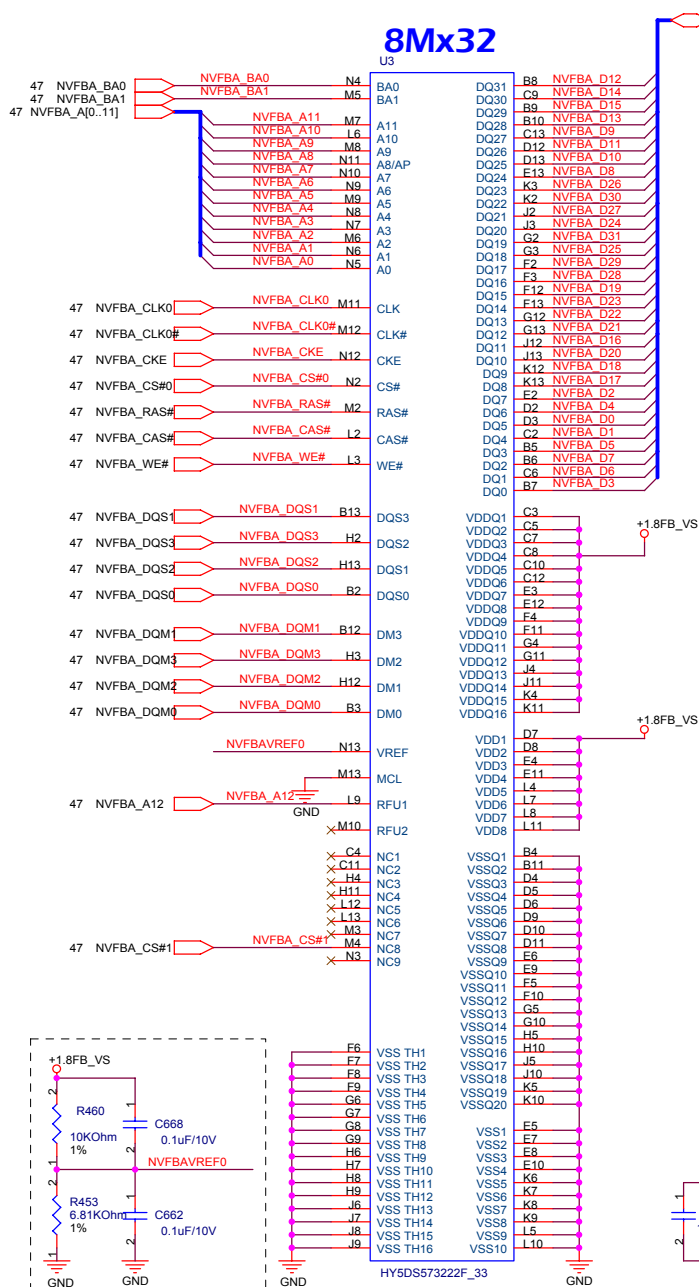 8Mx32
U3
47 NVFBA_BA0 NVFBA_BA0 N4 BA0 DQ31 B8 NVFBA_D12
47 NVFBA_BA1 NVFBA_BA1 M5 BA1 DQ30 C9 NVFBA_D14
47 NVFBA_A[0..11] DQ29 B9 NVFBA_D15
NVFBA_A11 M7 A11 DQ28 B10 NVFBA_D13
NVFBA_A10 L6 A10 DQ27 C13 NVFBA_D9
NVFBA_A9 M8 A9 DQ26 D12 NVFBA_D11
NVFBA_A8 N11 A8/AP DQ25 D13 NVFBA_D10
NVFBA_A7 N10 A7 DQ24 E13 NVFBA_D8
NVFBA_A6 N9 A6 DQ23 K3 NVFBA_D26
NVFBA_A5 M9 A5 DQ22 K2 NVFBA_D30
NVFBA_A4 N8 A4 DQ21 J2 NVFBA_D27
NVFBA_A3 N7 A3 DQ20 J3 NVFBA_D24
NVFBA_A2 M6 A2 DQ19 G2 NVFBA_D31
NVFBA_A1 N6 A1 DQ18 G3 NVFBA_D25
NVFBA_A0 N5 A0 DQ17 F2 NVFBA_D29
DQ16 F3 NVFBA_D28
DQ15 F12 NVFBA_D19
47 NVFBA_CLK0 NVFBA_CLK0 M11 CLK DQ14 F13 NVFBA_D23
DQ13 G12 NVFBA_D22
47 NVFBA_CLK0# NVFBA_CLK0# M12 CLK# DQ12 G13 NVFBA_D21
DQ11 J12 NVFBA_D16
47 NVFBA_CKE NVFBA_CKE N12 CKE DQ10 J13 NVFBA_D20
DQ9 K12 NVFBA_D18
47 NVFBA_CS#0 NVFBA_CS#0 N2 CS# DQ8 K13 NVFBA_D17
DQ7 E2 NVFBA_D2
47 NVFBA_RAS# NVFBA_RAS# M2 RAS# DQ6 D2 NVFBA_D4
DQ5 D3 NVFBA_D0
47 NVFBA_CAS# NVFBA_CAS# L2 CAS# DQ4 C2 NVFBA_D1
DQ3 B5 NVFBA_D5
47 NVFBA_WE# NVFBA_WE# L3 WE# DQ2 B6 NVFBA_D7
DQ1 C6 NVFBA_D6
DQ0 B7 NVFBA_D3
47 NVFBA_DQS1 NVFBA_DQS1 B13 DQS3 VDDQ1 C3
VDDQ2 C5 +1.8FB_VS
47 NVFBA_DQS3 NVFBA_DQS3 H2 DQS2 VDDQ3 C7
VDDQ4 C8
47 NVFBA_DQS2 NVFBA_DQS2 H13 DQS1 VDDQ5 C10
VDDQ6 C12
47 NVFBA_DQS0 NVFBA_DQS0 B2 DQS0 VDDQ7 E3
VDDQ8 E12
VDDQ9 F4
47 NVFBA_DQM1 NVFBA_DQM1 B12 DM3 VDDQ10 F11
VDDQ11 G4
47 NVFBA_DQM3 NVFBA_DQM3 H3 DM2 VDDQ12 G11
VDDQ13 J4
47 NVFBA_DQM2 NVFBA_DQM2 H12 DM1 VDDQ14 J11
VDDQ15 K4
47 NVFBA_DQM0 NVFBA_DQM0 B3 DM0 VDDQ16 K11
+1.8FB_VS
VDD1 D7
NVFBAVREF0 N13 VREF VDD2 D8
VDD3 E4
M13 MCL VDD4 E11
VDD5 L4
47 NVFBA_A12 NVFBA_A12 L9 RFU1 VDD6 L7
GND VDD7 L8
M10 RFU2 VDD8 L11
C4 NC1 VSSQ1 B4
C11 NC2 VSSQ2 B11
H4 NC3 VSSQ3 D4
H11 NC4 VSSQ4 D5
L12 NC5 VSSQ5 D6
L13 NC6 VSSQ6 D9
M3 NC7 VSSQ7 D10
47 NVFBA_CS#1 NVFBA_CS#1 M4 NC8 VSSQ8 D11
N3 NC9 VSSQ9 E6
VSSQ10 E9
VSSQ11 F5
VSSQ12 F10
VSSQ13 G5
VSSQ14 G10
VSSQ15 H5
F6 VSS TH1 VSSQ16 H10
+1.8FB_VS F7 VSS TH2 VSSQ17 J5
F8 VSS TH3 VSSQ18 J10
F9 VSS TH4 VSSQ19 K5
G6 VSS TH5 VSSQ20 K10
G7 VSS TH6
G8 VSS TH7 VSS1 E5
G9 VSS TH8 VSS2 E7
H6 VSS TH9 VSS3 E8
H7 VSS TH10 VSS4 E10
H8 VSS TH11 VSS5 K6
H9 VSS TH12 VSS6 K7
J6 VSS TH13 VSS7 K8
J7 VSS TH14 VSS8 K9
J8 VSS TH15 VSS9 L5
J9 VSS TH16 VSS10 L10
2 1
R460 C668
10KOhm 0.1uF/10V
1%
1 2
NVFBAVREF0
2 1
R453 C662
6.81KOhm 0.1uF/10V
1%
1 2
GND GND GND HY5DS573222F_33 GND
1
2